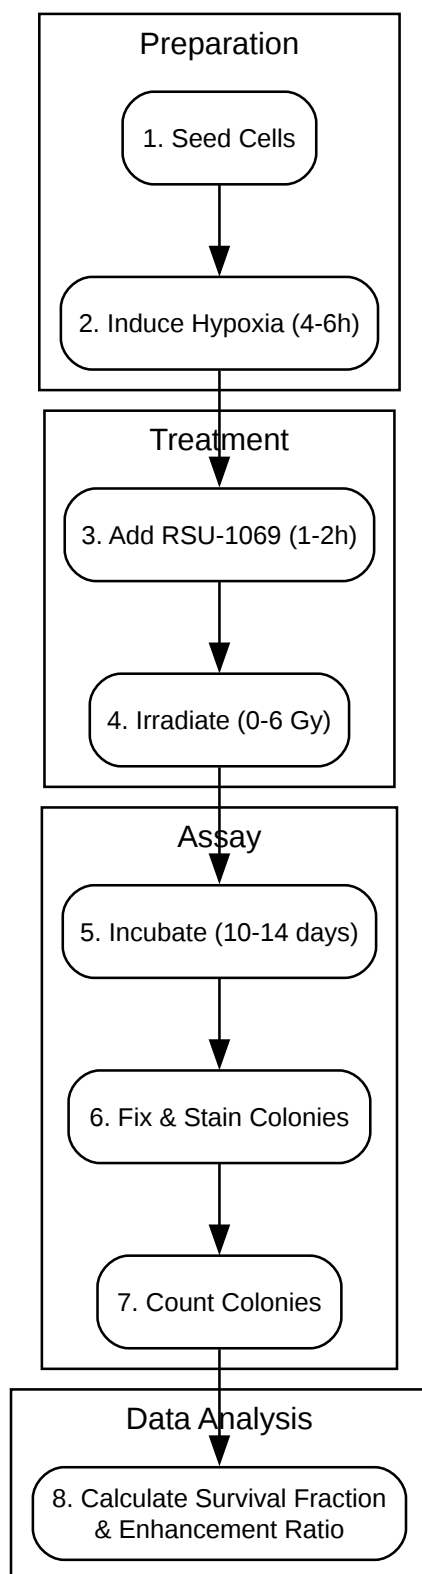 Preparation
1. Seed Cells
2. Induce Hypoxia (4-6h)
Treatment
3. Add RSU-1069 (1-2h)
4. Irradiate (0-6 Gy)
Assay
5. Incubate (10-14 days)
6. Fix & Stain Colonies
7. Count Colonies
Data Analysis
8. Calculate Survival Fraction
& Enhancement Ratio